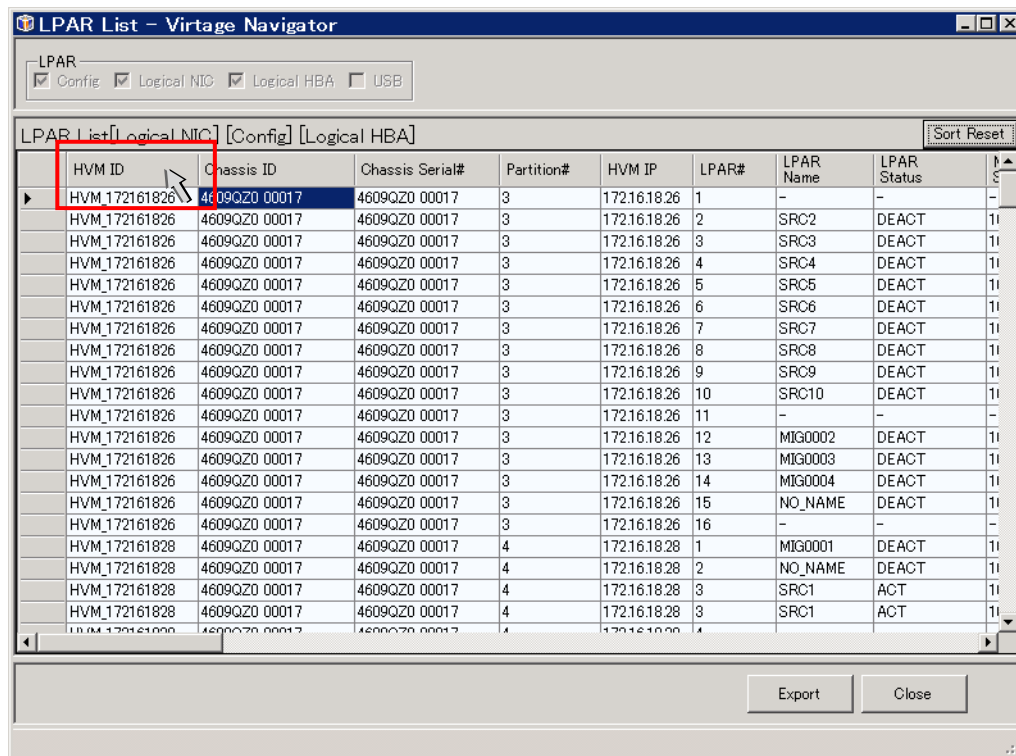 LPAR List - Virtage Navigator
LPAR
Config Logical NIC Logical HBA USB
LPAR List[Logical NIC] [Config] [Logical HBA] Sort Reset
HVM ID Chassis ID Chassis Serial# Partition# HVM IP LPAR# LPAR Name LPAR Status
HVM_172161826 4609QZ0 00017 4609QZ0 00017 3 172.16.18.26 1 - - -
HVM_172161826 4609QZ0 00017 4609QZ0 00017 3 172.16.18.26 2 SRC2 DEACT
HVM_172161826 4609QZ0 00017 4609QZ0 00017 3 172.16.18.26 3 SRC3 DEACT
HVM_172161826 4609QZ0 00017 4609QZ0 00017 3 172.16.18.26 4 SRC4 DEACT
HVM_172161826 4609QZ0 00017 4609QZ0 00017 3 172.16.18.26 5 SRC5 DEACT
HVM_172161826 4609QZ0 00017 4609QZ0 00017 3 172.16.18.26 6 SRC6 DEACT
HVM_172161826 4609QZ0 00017 4609QZ0 00017 3 172.16.18.26 7 SRC7 DEACT
HVM_172161826 4609QZ0 00017 4609QZ0 00017 3 172.16.18.26 8 SRC8 DEACT
HVM_172161826 4609QZ0 00017 4609QZ0 00017 3 172.16.18.26 9 SRC9 DEACT
HVM_172161826 4609QZ0 00017 4609QZ0 00017 3 172.16.18.26 10 SRC10 DEACT
HVM_172161826 4609QZ0 00017 4609QZ0 00017 3 172.16.18.26 11 - - -
HVM_172161826 4609QZ0 00017 4609QZ0 00017 3 172.16.18.26 12 MIG0002 DEACT
HVM_172161826 4609QZ0 00017 4609QZ0 00017 3 172.16.18.26 13 MIG0003 DEACT
HVM_172161826 4609QZ0 00017 4609QZ0 00017 3 172.16.18.26 14 MIG0004 DEACT
HVM_172161826 4609QZ0 00017 4609QZ0 00017 3 172.16.18.26 15 NO_NAME DEACT
HVM_172161826 4609QZ0 00017 4609QZ0 00017 3 172.16.18.26 16 - - -
HVM_172161828 4609QZ0 00017 4609QZ0 00017 4 172.16.18.28 1 MIG0001 DEACT
HVM_172161828 4609QZ0 00017 4609QZ0 00017 4 172.16.18.28 2 NO_NAME DEACT
HVM_172161828 4609QZ0 00017 4609QZ0 00017 4 172.16.18.28 3 SRC1 ACT
HVM_172161828 4609QZ0 00017 4609QZ0 00017 4 172.16.18.28 3 SRC1 ACT
Export Close